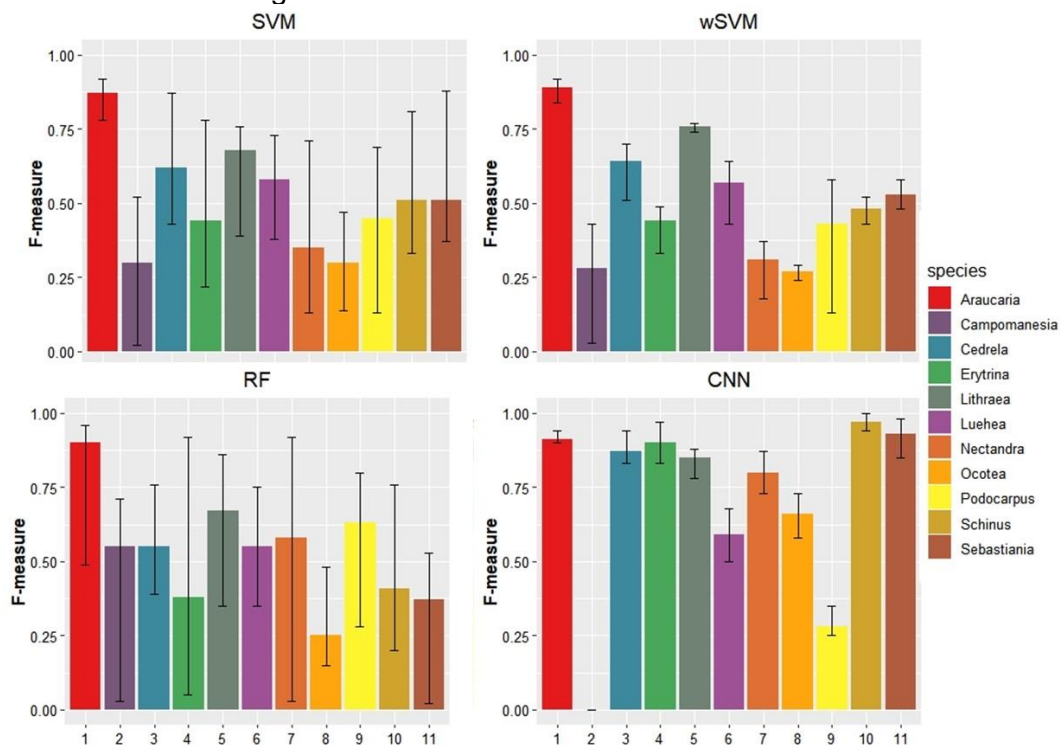 SVM
wSVM
1.00
0.75
0.50
0.25
0.00
F-measure
1.00
0.75
0.50
0.25
0.00
F-measure
species
Araucaria
Campomanesia
Cedrela
Erytrina
Lithraea
Luehea
Nectandra
Ocotea
Podocarpus
Schinus
Sebastiania
RF
CNN
1.00
0.75
0.50
0.25
0.00
F-measure
1 2 3 4 5 6 7 8 9 10 11
1.00
0.75
0.50
0.25
0.00
F-measure
1 2 3 4 5 6 7 8 9 10 11